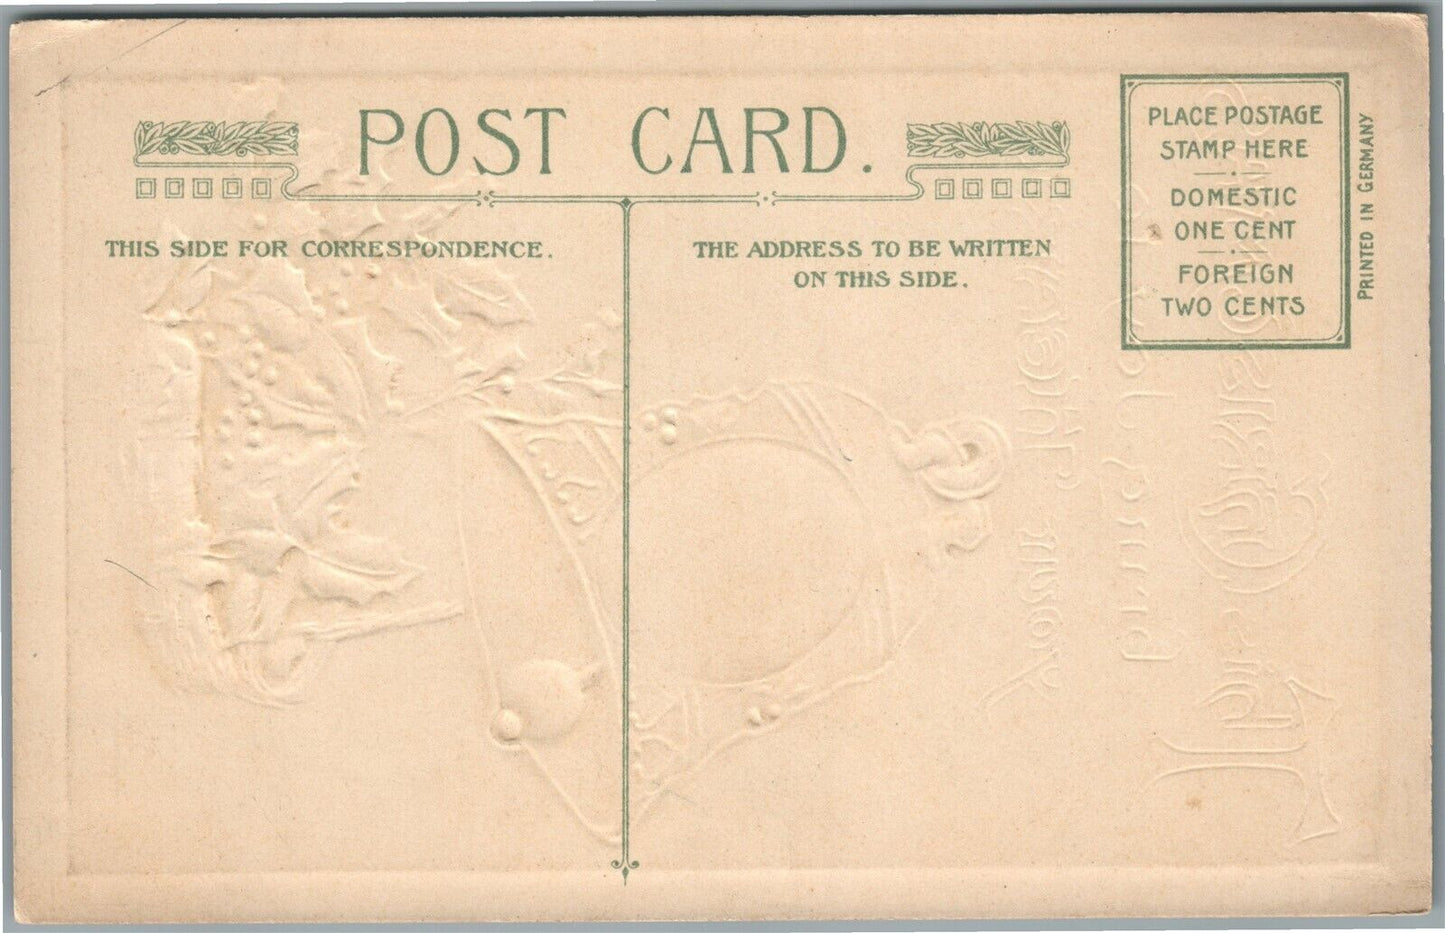 POST CARD.
THIS SIDE FOR CORRESPONDENCE.
THE ADDRESS TO BE WRITTEN
ON THIS SIDE.
PLACE POSTAGE
STAMP HERE
DOMESTIC
ONE CENT
FOREIGN
TWO CENTS
PRINTED IN GERMANY